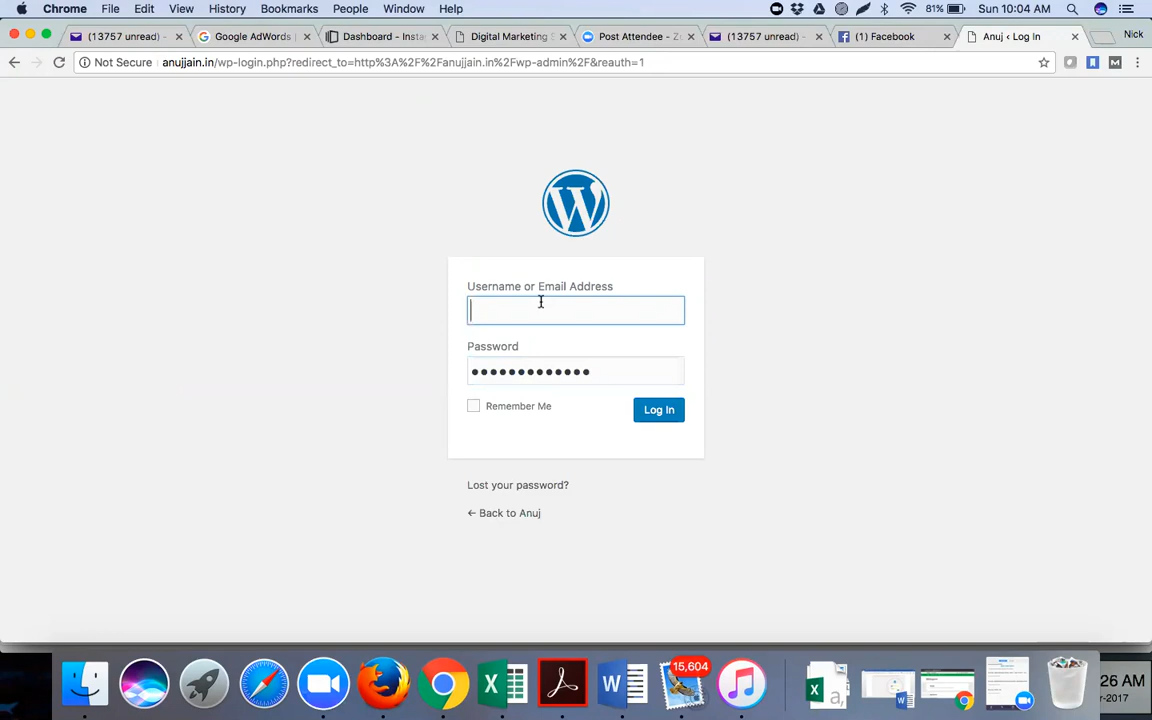 Chrome File Edit View History Bookmarks People Window Help 81% Sun 10:04 AM
(13757 unread) - Google AdWords | Dashboard - Insta Digital Marketing S Post Attendee - Zo (13757 unread) - (1) Facebook Anuj ‹ Log In Nick
Not Secure anujjain.in/wp-login.php?redirect_to=http%3A%2F%2Fanujjain.in%2Fwp-admin%2F&reauth=1
Username or Email Address
Password
Remember Me Log In
Lost your password?
← Back to Anuj
15,604
26 AM
-2017